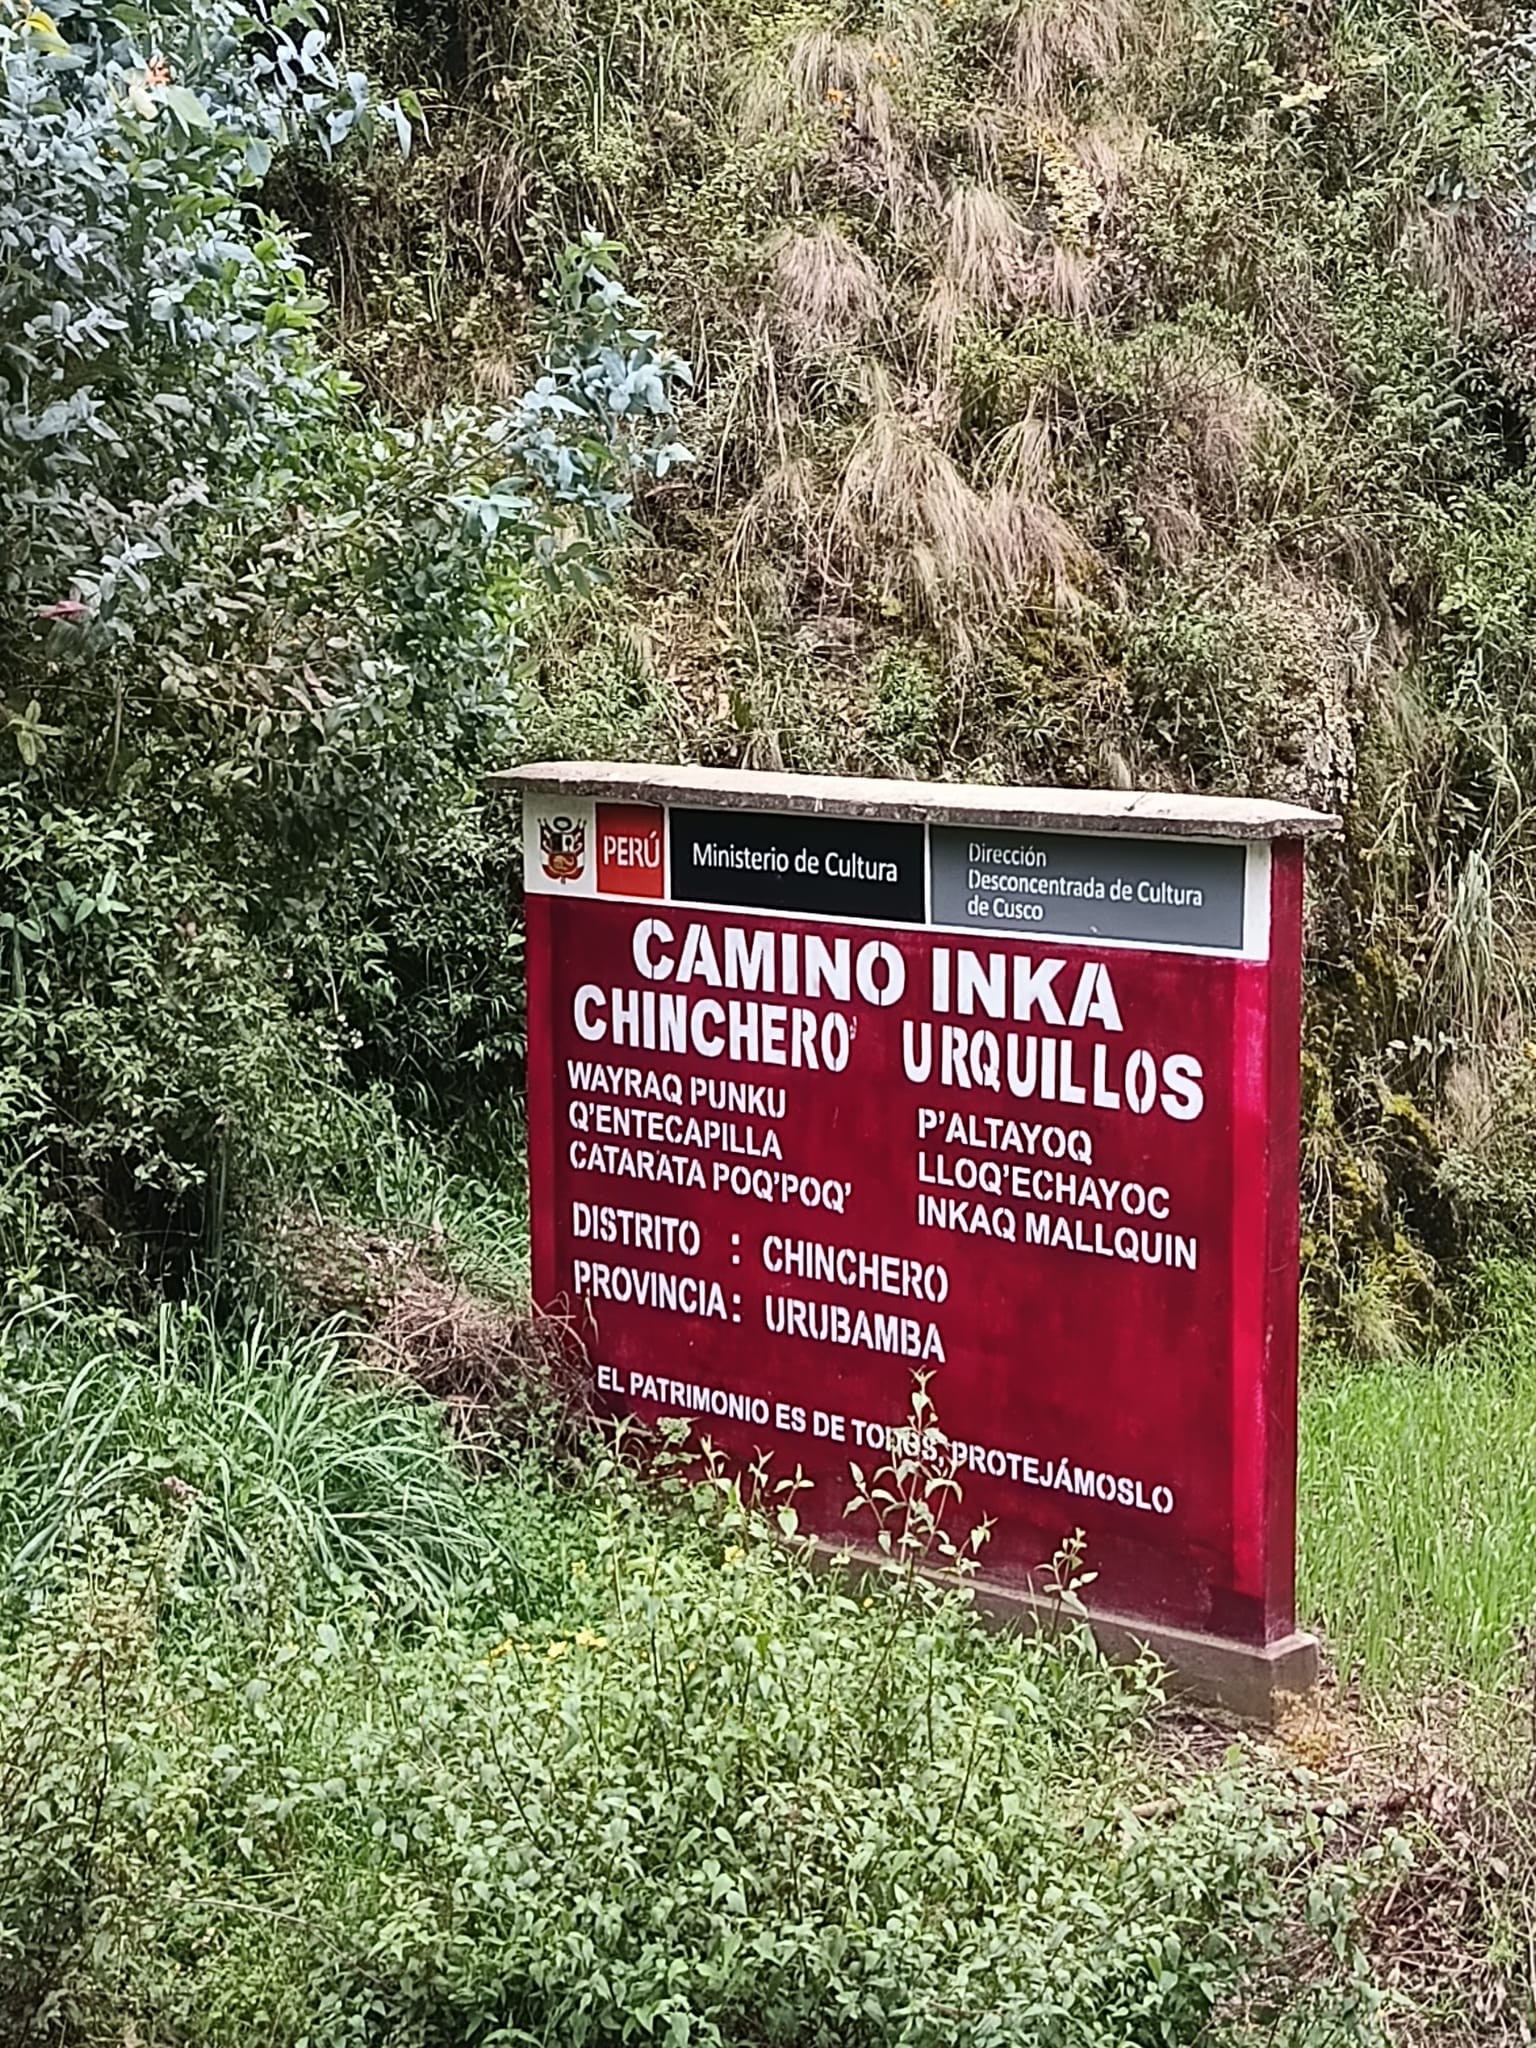 PERÚ
Ministerio de Cultura
Dirección
Desconcentrada de Cultura
de Cusco
CAMINO INKA
CHINCHERO URQUILLOS
WAYRAQ PUNKU
Q'ENTECAPILLA
CATARATA POQ'POQ'
P'ALTAYOQ
LLOQ'ECHAYOC
INKAQ MALLQUIN
DISTRITO : CHINCHERO
PROVINCIA: URUBAMBA
EL PATRIMONIO ES DE TODOS, PROTEJÁMOSLO